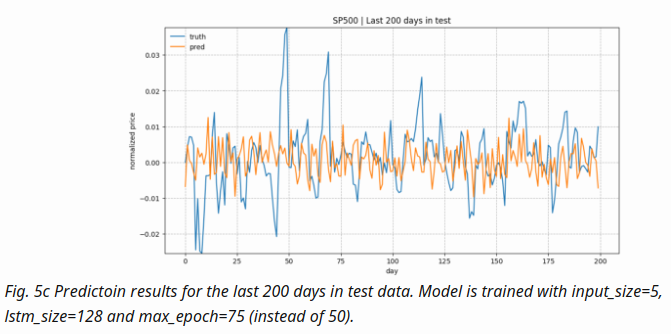 SP500 | Last 200 days in test
truth
pred
normalized price
0.03
0.02
0.01
0.00
−0.01
−0.02
0 25 50 75 100 125 150 175 200
day
Fig. 5c Predictoin results for the last 200 days in test data. Model is trained with input_size=5,
lstm_size=128 and max_epoch=75 (instead of 50).